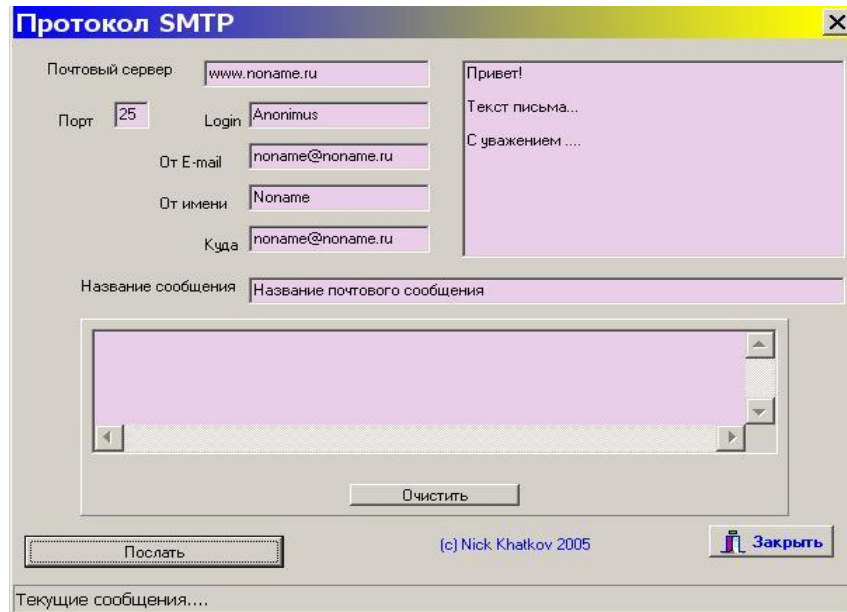 Протокол SMTP
Почтовый сервер
www.noname.ru
Порт
25
Login
Anonimus
От E-mail
noname@noname.ru
От имени
Noname
Куда
noname@noname.ru
Привет!
Текст письма...
С уважением ....
Название сообщения
Название почтового сообщения
Очистить
Послать
(c) Nick Khatkov 2005
Закрыть
Текущие сообщения....